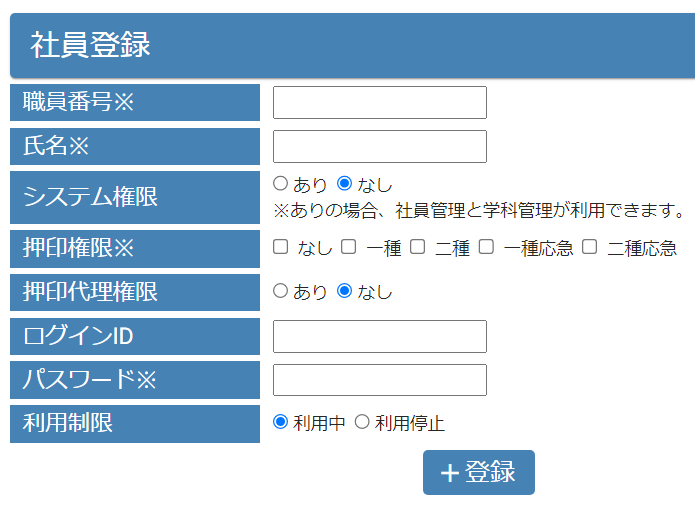 社員登録
職員番号※
氏名※
システム権限
あり なし
※ありの場合、社員管理と学科管理が利用できます。
押印権限※
なし 一種 二種 一種応急 二種応急
押印代理権限
あり なし
ログインID
パスワード※
利用制限
利用中 利用停止
＋登録